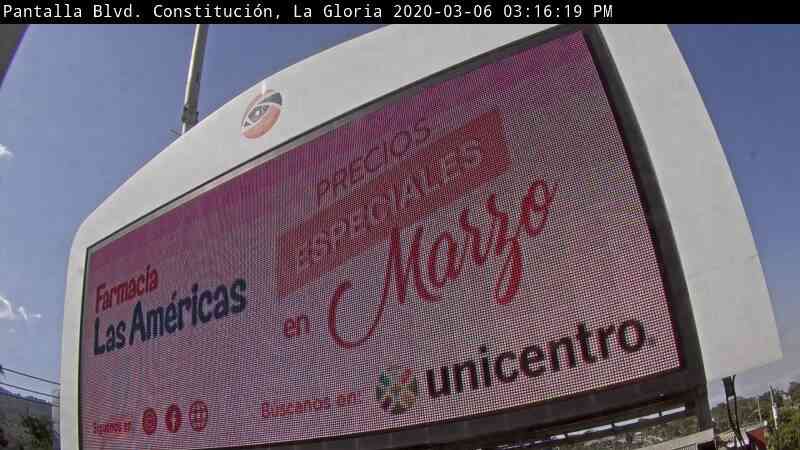 Pantalla Blvd. Constitución, La Gloria 2020-03-06 03:16:19 PM
PRECIOS
ESPECIALES
en Marzo
Farmacia
Las Américas
Síguenos en:
Búscanos en: unicentro